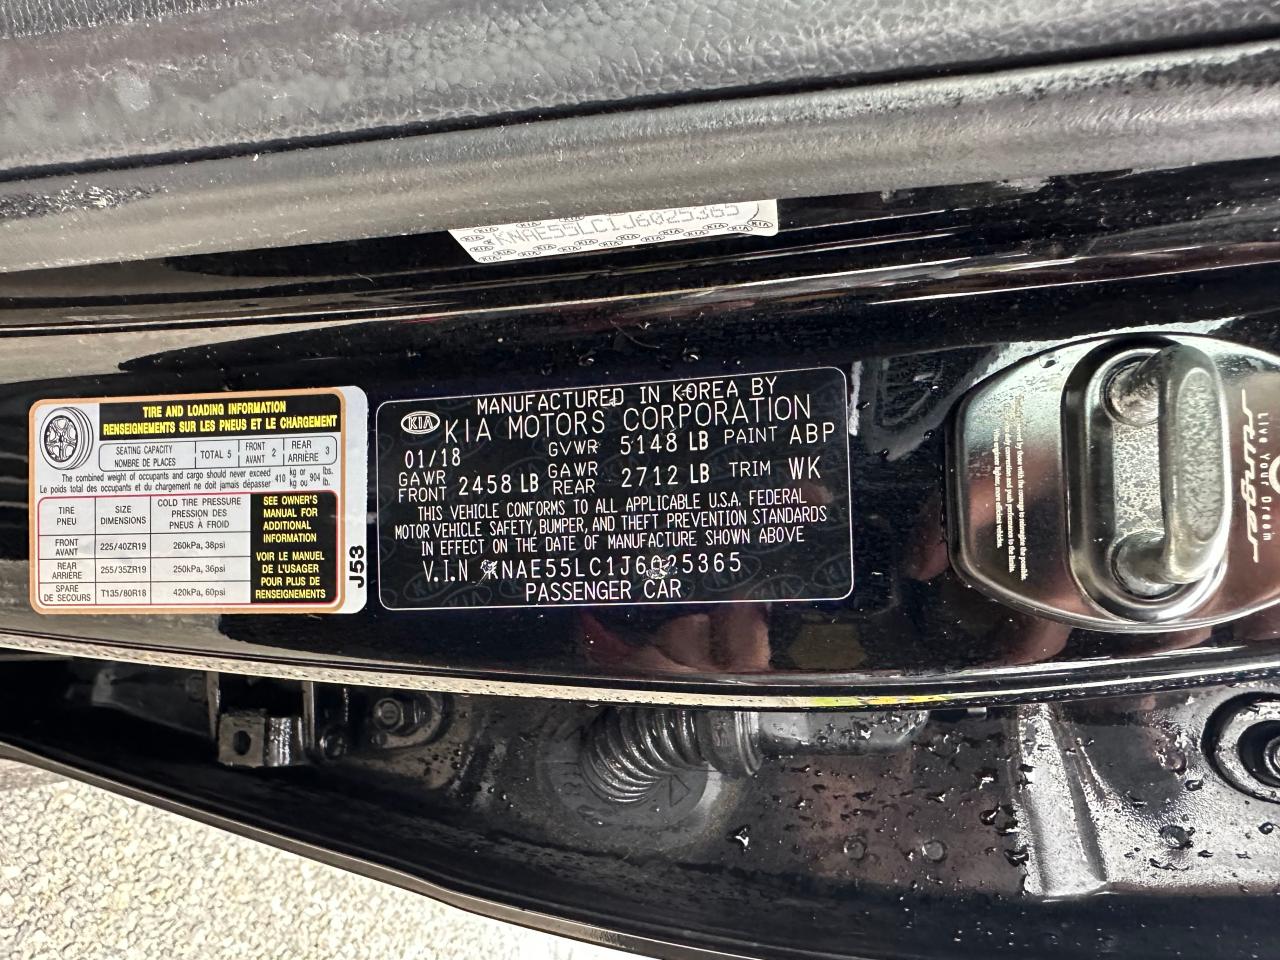 KNAE55LC1J6025365
TIRE AND LOADING INFORMATION
RENSEIGNEMENTS SUR LES PNEUS ET LE CHARGEMENT
SEATING CAPACITY
NOMBRE DE PLACES
TOTAL 5
FRONT
AVANT 2
REAR
ARRIÈRE 3
The combined weight of occupants and cargo should never exceed 410 kg or 904 lbs.
Le poids total des occupants et du chargement ne doit jamais dépasser 410 kg ou 904 lb.
TIRE
PNEU
SIZE
DIMENSIONS
COLD TIRE PRESSURE
PRESSION DES
PNEUS À FROID
FRONT
AVANT
225/40ZR19
260kPa, 38psi
REAR
ARRIÈRE
255/35ZR19
250kPa, 36psi
SPARE
DE SECOURS
T135/80R18
420kPa, 60psi
SEE OWNER'S
MANUAL FOR
ADDITIONAL
INFORMATION
VOIR LE MANUEL
DE L'USAGER
POUR PLUS DE
RENSEIGNEMENTS
J53
MANUFACTURED IN KOREA BY
KIA KIA MOTORS CORPORATION
01/18 GVWR 5148 LB PAINT ABP
GAWR
FRONT 2458 LB GAWR
REAR 2712 LB TRIM WK
THIS VEHICLE CONFORMS TO ALL APPLICABLE U.S.A. FEDERAL
MOTOR VEHICLE SAFETY, BUMPER, AND THEFT PREVENTION STANDARDS
IN EFFECT ON THE DATE OF MANUFACTURE SHOWN ABOVE
V.I.N KNAE55LC1J6025365
PASSENGER CAR
stinger
Live Your Dream